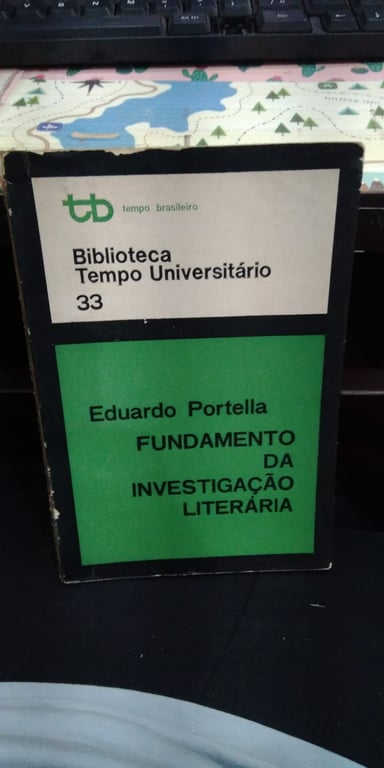 tb tempo brasileiro
Biblioteca
Tempo Universitário
33
Eduardo Portella
FUNDAMENTO
DA
INVESTIGAÇÃO
LITERÁRIA